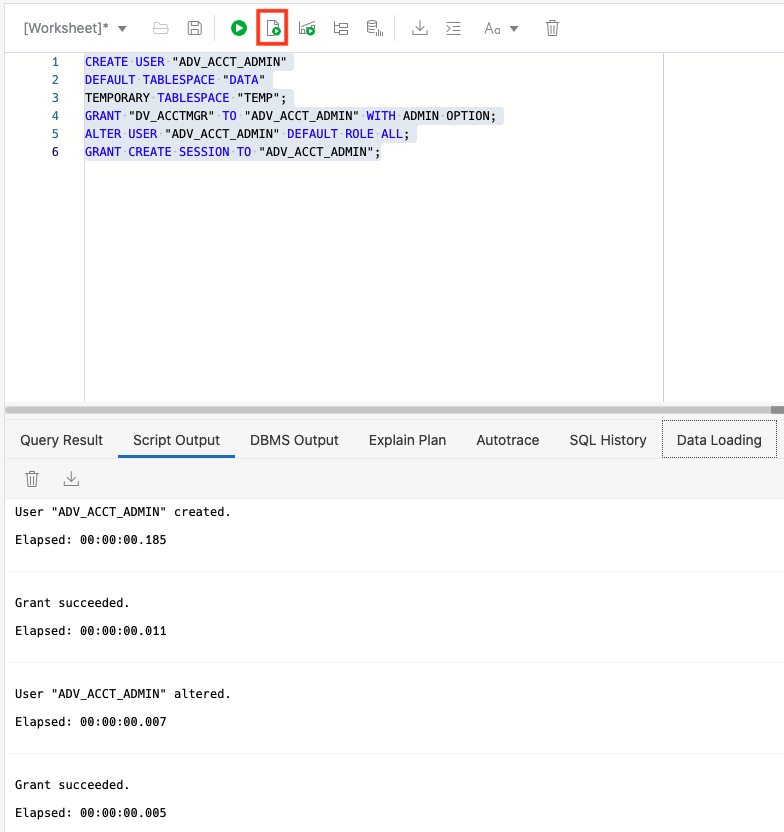 [Worksheet]*
Aa
1 CREATE USER "ADV_ACCT_ADMIN"
2 DEFAULT TABLESPACE "DATA"
3 TEMPORARY TABLESPACE "TEMP";
4 GRANT "DV_ACCTMGR" TO "ADV_ACCT_ADMIN" WITH ADMIN OPTION;
5 ALTER USER "ADV_ACCT_ADMIN" DEFAULT ROLE ALL;
6 GRANT CREATE SESSION TO "ADV_ACCT_ADMIN";
Query Result Script Output DBMS Output Explain Plan Autotrace SQL History Data Loading
User "ADV_ACCT_ADMIN" created.
Elapsed: 00:00:00.185
Grant succeeded.
Elapsed: 00:00:00.011
User "ADV_ACCT_ADMIN" altered.
Elapsed: 00:00:00.007
Grant succeeded.
Elapsed: 00:00:00.005